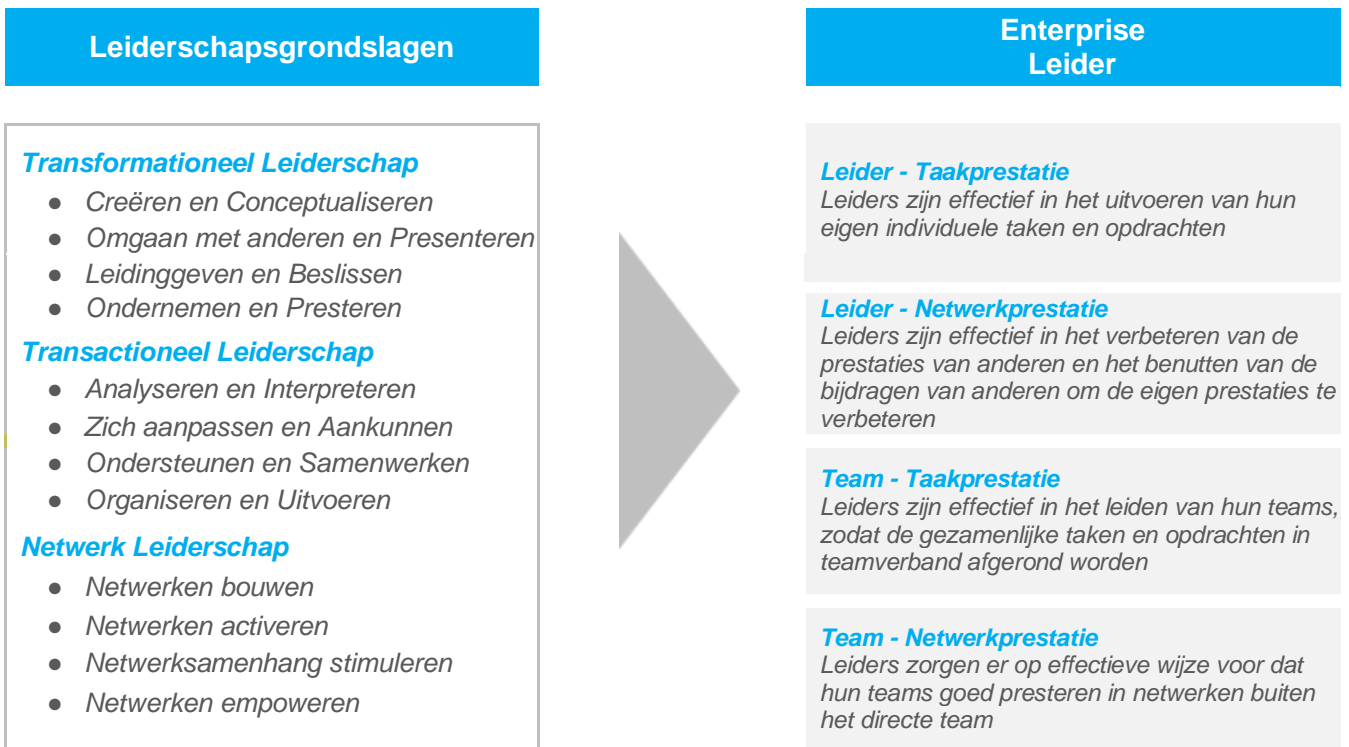 Leiderschapsgrondslagen
Transformationeel Leiderschap
● Creëren en Conceptualiseren
● Omgaan met anderen en Presenteren
● Leidinggeven en Beslissen
● Ondernemen en Presteren
Transactioneel Leiderschap
● Analyseren en Interpreteren
● Zich aanpassen en Aankunnen
● Ondersteunen en Samenwerken
● Organiseren en Uitvoeren
Netwerk Leiderschap
● Netwerken bouwen
● Netwerken activeren
● Netwerksamenhang stimuleren
● Netwerken empoweren
Enterprise
Leider
Leider - Taakprestatie
Leiders zijn effectief in het uitvoeren van hun
eigen individuele taken en opdrachten
Leider - Netwerkprestatie
Leiders zijn effectief in het verbeteren van de
prestaties van anderen en het benutten van de
bijdragen van anderen om de eigen prestaties te
verbeteren
Team - Taakprestatie
Leiders zijn effectief in het leiden van hun teams,
zodat de gezamenlijke taken en opdrachten in
teamverband afgerond worden
Team - Netwerkprestatie
Leiders zorgen er op effectieve wijze voor dat
hun teams goed presteren in netwerken buiten
het directe team